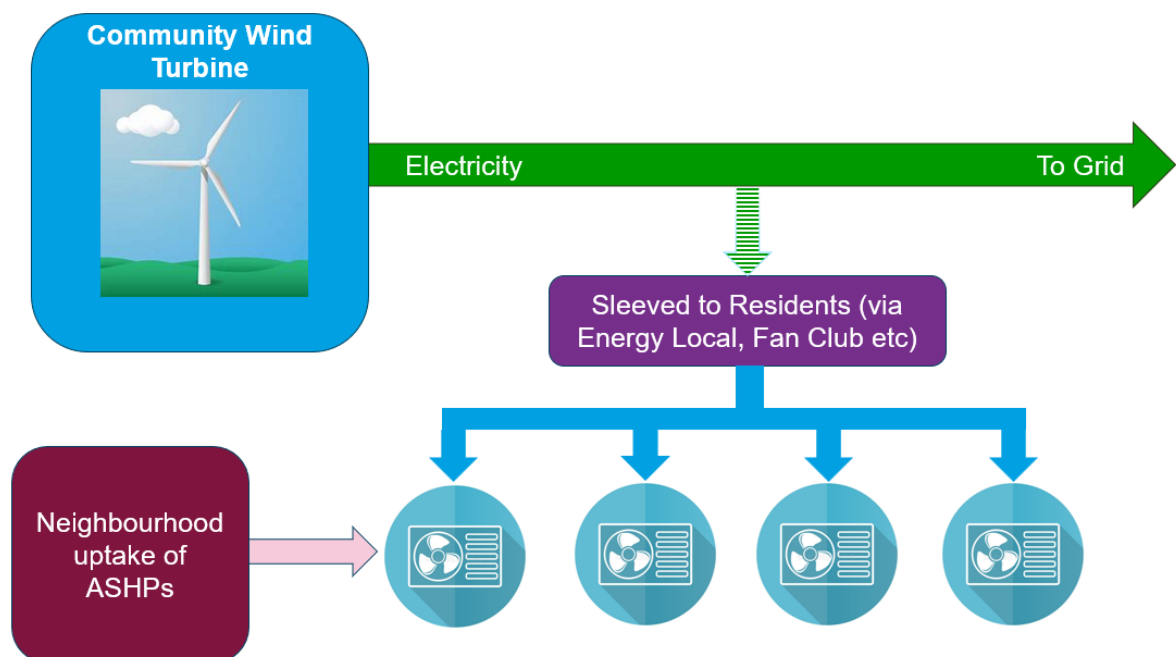 Community Wind
Turbine
Electricity
To Grid
Sleeved to Residents (via
Energy Local, Fan Club etc)
Neighbourhood
uptake of
ASHPs